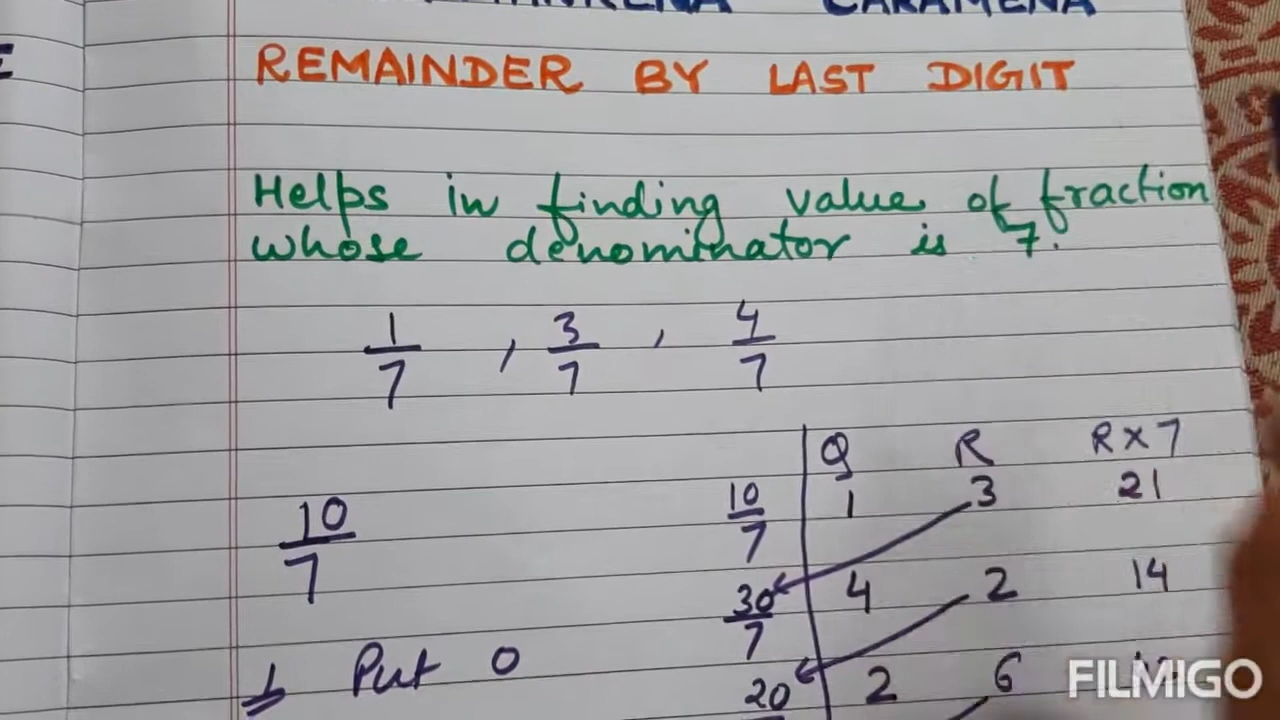 CARAMENA
REMAINDER BY LAST DIGIT
Helps in finding value of fraction
whose denominator is 7.
1/7 , 3/7 , 4/7
Q R R×7
10/7 1 3 21
10/7
30/7 4 2 14
1 Put 0
20 2 6
FILMIGO